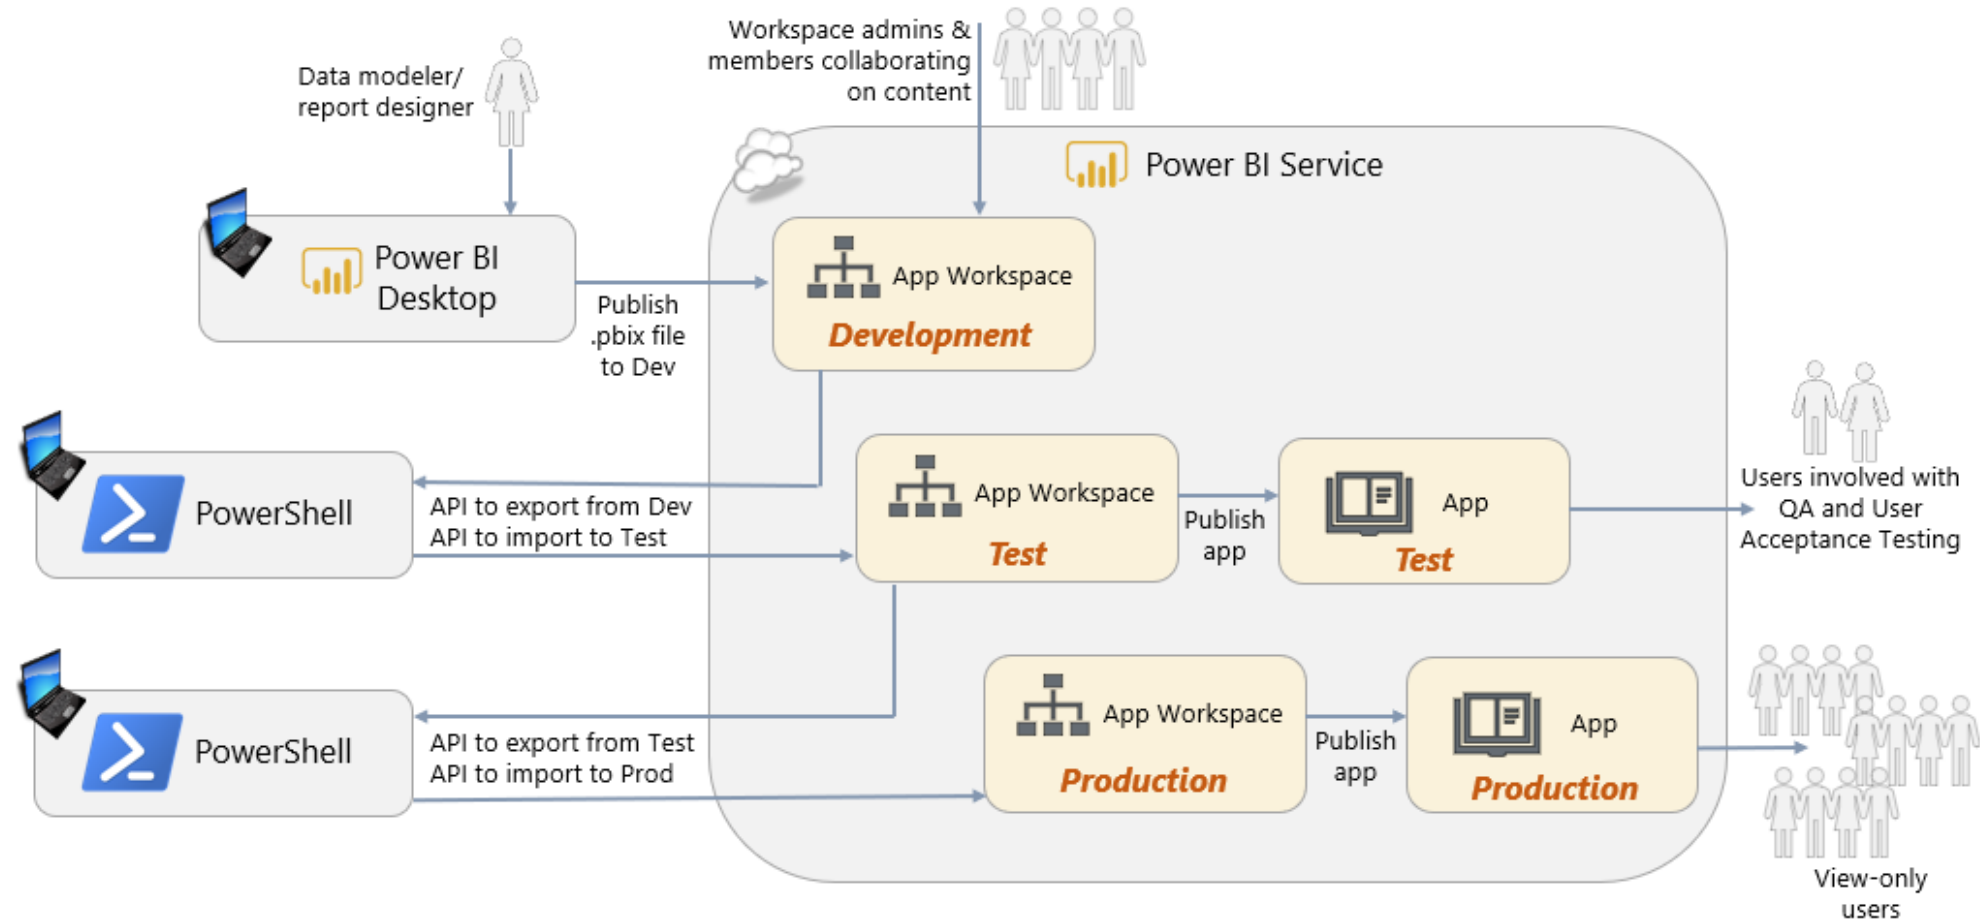 Data modeler/
report designer
Workspace admins &
members collaborating
on content
Power BI Service
Power BI
Desktop
Publish
.pbix file
to Dev
App Workspace
Development
PowerShell
API to export from Dev
API to import to Test
App Workspace
Test
Publish
app
App
Test
Users involved with
QA and User
Acceptance Testing
PowerShell
API to export from Test
API to import to Prod
App Workspace
Production
Publish
app
App
Production
View-only
users